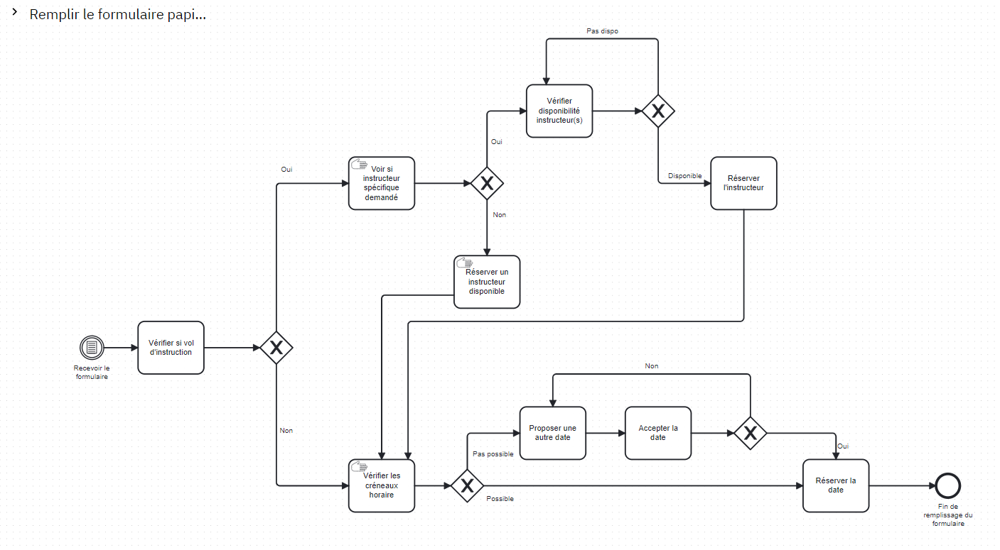 Remplir le formulaire papi...
Pas dispo
Vérifier
disponibilité
instructeur(s)
Oui
Oui
Voir si
instructeur
spécifique
demandé
Disponible
Réserver
l'instructeur
Non
Réserver un
instructeur
disponible
Vérifier si vol
d'instruction
Recevoir le
formulaire
Non
Non
Proposer une
autre date
Accepter la
date
Pas possible
Oui
Vérifier les
créneaux
horaire
Possible
Réserver la
date
Fin de
remplissage du
formulaire